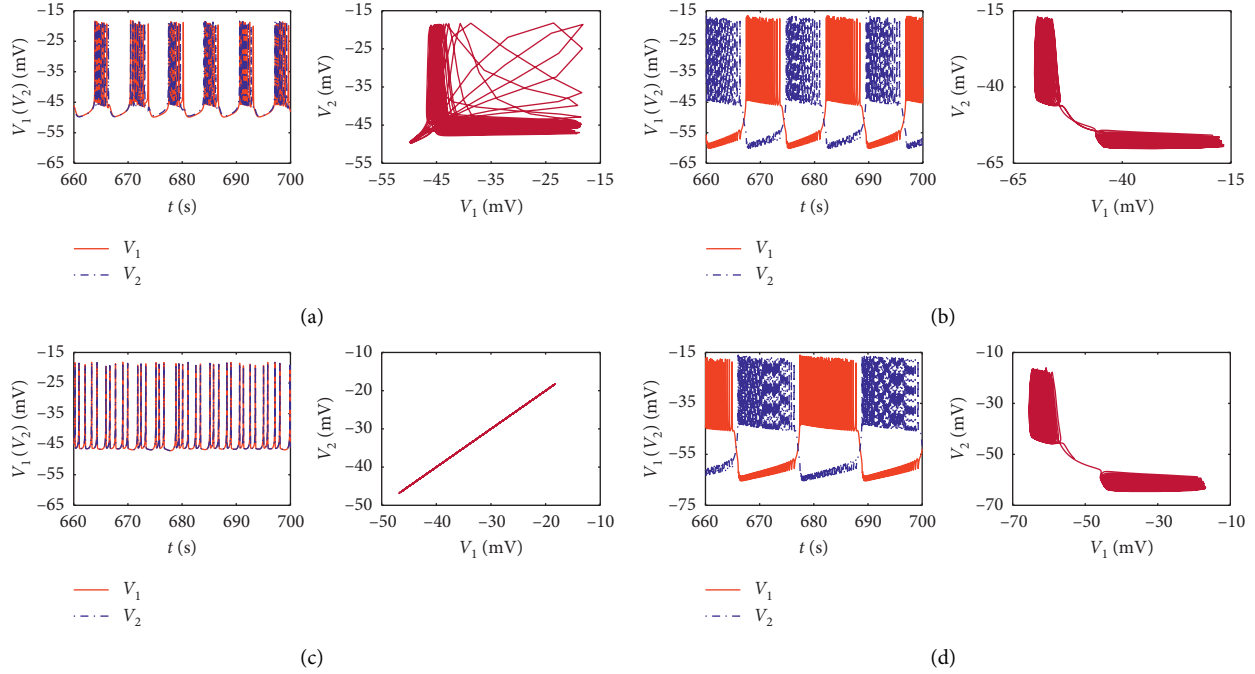 V1 (V2) (mV)
–15
–25
–35
–45
–55
–65
660 670 680 690 700
t (s)
V2 (mV)
–15
–25
–35
–45
–55
–55 –45 –35 –25 –15
V1 (mV)
V1
V2
(a)
V1 (V2) (mV)
–15
–25
–35
–45
–55
–65
660 670 680 690 700
t (s)
V2 (mV)
–15
–40
–65
–65 –40 –15
V1 (mV)
V1
V2
(b)
V1 (V2) (mV)
–15
–25
–35
–45
–55
–65
660 670 680 690 700
t (s)
V2 (mV)
–10
–20
–30
–40
–50
–50 –40 –30 –20 –10
V1 (mV)
V1
V2
(c)
V1 (V2) (mV)
–15
–30
–45
–60
–75
660 670 680 690 700
t (s)
V2 (mV)
–10
–30
–50
–70
–70 –50 –30 –10
V1 (mV)
V1
V2
(d)